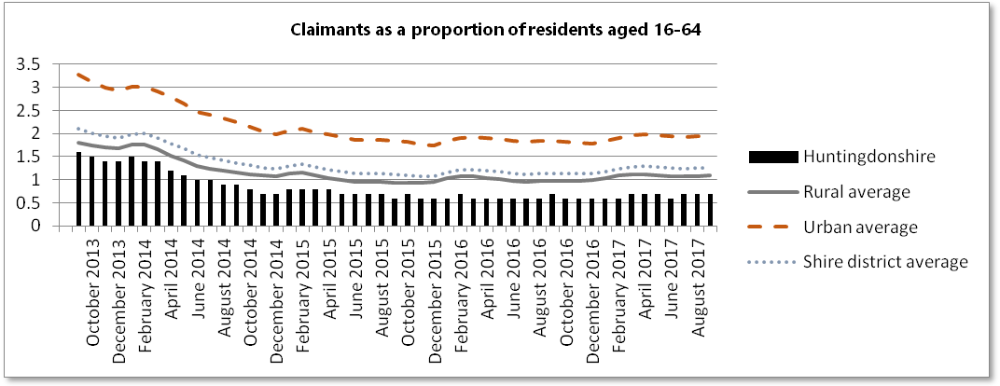 Claimants as a proportion of residents aged 16-64
3.5
3
2.5
2
1.5
1
0.5
0
October 2013
December 2013
February 2014
April 2014
June 2014
August 2014
October 2014
December 2014
February 2015
April 2015
June 2015
August 2015
October 2015
December 2015
February 2016
April 2016
June 2016
August 2016
October 2016
December 2016
February 2017
April 2017
June 2017
August 2017
Huntingdonshire
Rural average
Urban average
Shire district average